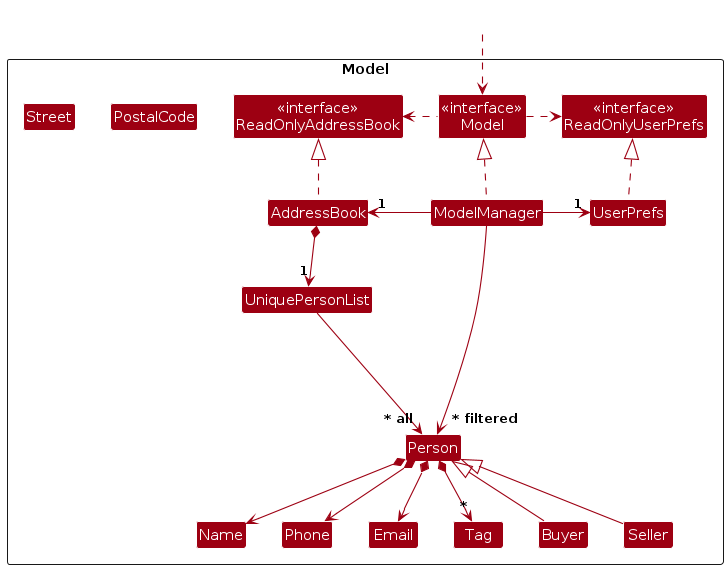 Model
Street
PostalCode
«interface»
ReadOnlyAddressBook
«interface»
Model
«interface»
ReadOnlyUserPrefs
AddressBook
1
ModelManager
1
UserPrefs
1
UniquePersonList
* all
* filtered
Person
*
Name
Phone
Email
Tag
Buyer
Seller